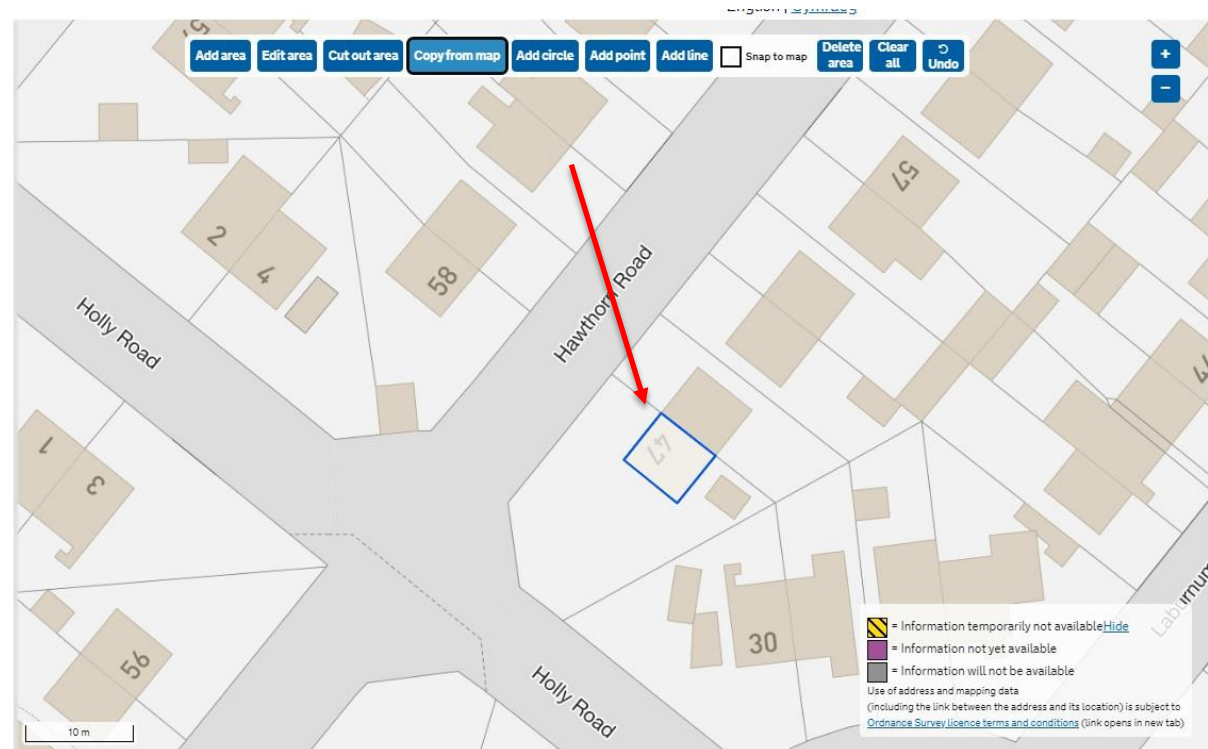 English | Cymraeg
Add area
Edit area
Cut out area
Copy from map
Add circle
Add point
Add line
Snap to map
Delete area
Clear all
Undo
+
−
57
2
4
58
Hawthorn Road
Holly Road
47
1
3
30
56
Holly Road
= Information temporarily not available Hide
= Information not yet available
= Information will not be available
Use of address and mapping data
(including the link between the address and its location) is subject to
Ordnance Survey licence terms and conditions (link opens in new tab)
10 m